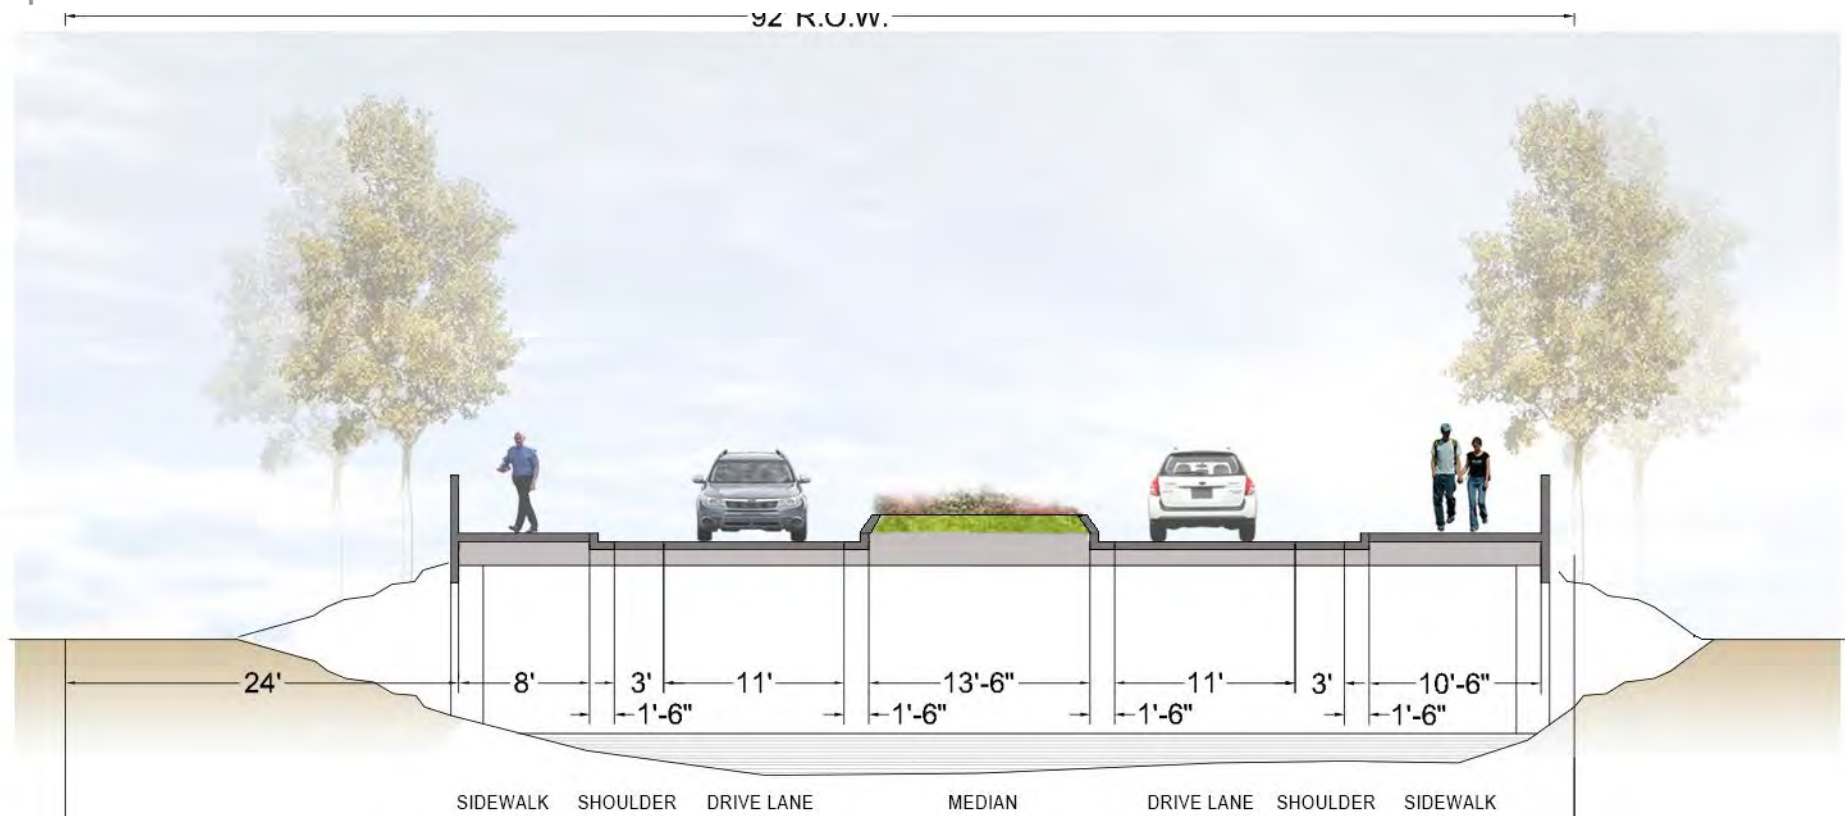 92' R.O.W.
24' 8' 3' 11' 13'-6" 11' 3' 10'-6"
1'-6" 1'-6" 1'-6" 1'-6"
SIDEWALK SHOULDER DRIVE LANE MEDIAN DRIVE LANE SHOULDER SIDEWALK